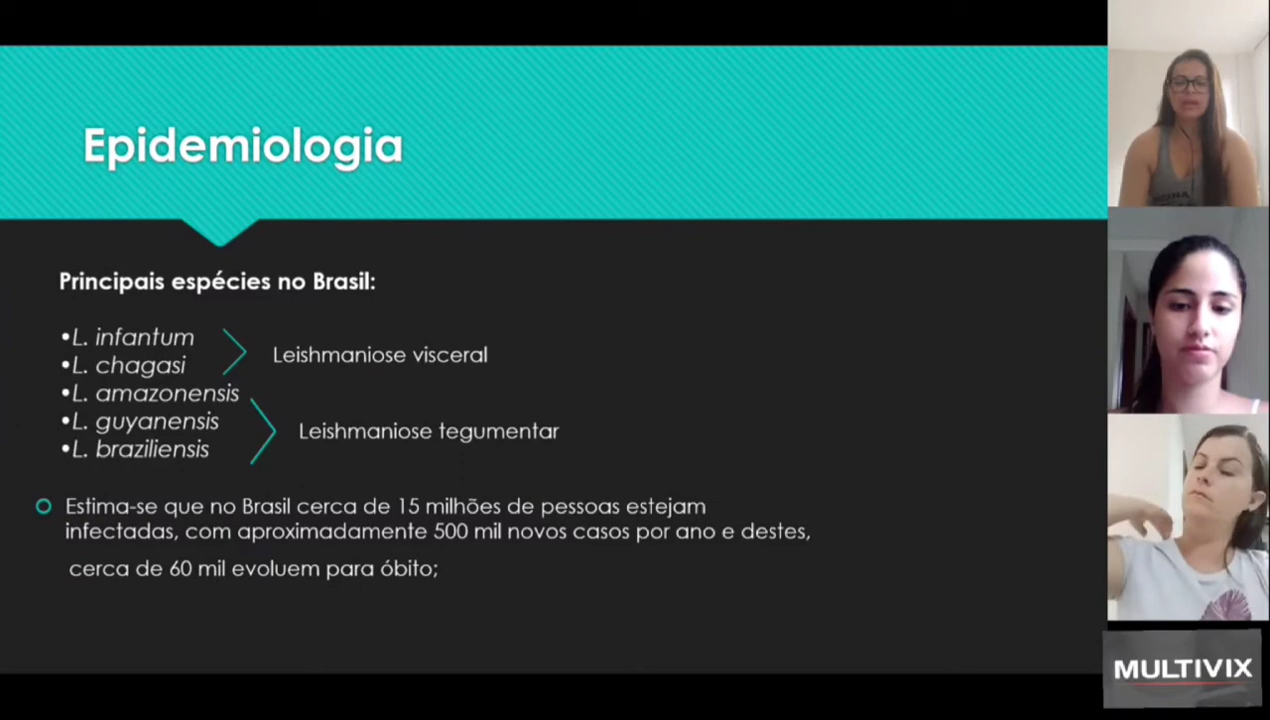 Epidemiologia
Principais espécies no Brasil:
•L. infantum
•L. chagasi
Leishmaniose visceral
•L. amazonensis
•L. guyanensis
•L. braziliensis
Leishmaniose tegumentar
Estima-se que no Brasil cerca de 15 milhões de pessoas estejam
infectadas, com aproximadamente 500 mil novos casos por ano e destes,
cerca de 60 mil evoluem para óbito;
MULTIVIX